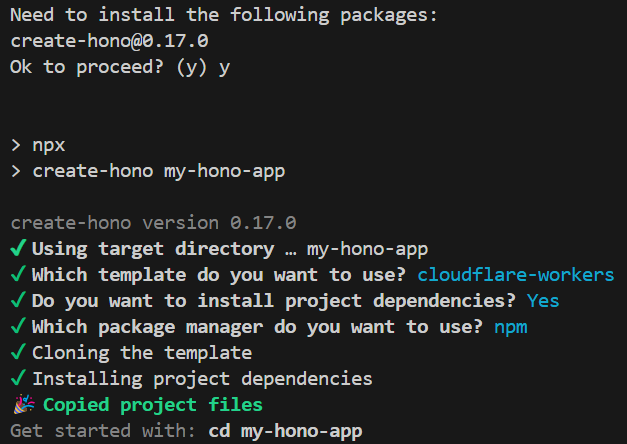 Need to install the following packages:
create-hono@0.17.0
Ok to proceed? (y) y
> npx
> create-hono my-hono-app
create-hono version 0.17.0
✔ Using target directory … my-hono-app
✓ Which template do you want to use? cloudflare-workers
✓ Do you want to install project dependencies? Yes
✓ Which package manager do you want to use? npm
✓ Cloning the template
✓ Installing project dependencies
🎉 Copied project files
Get started with: cd my-hono-app